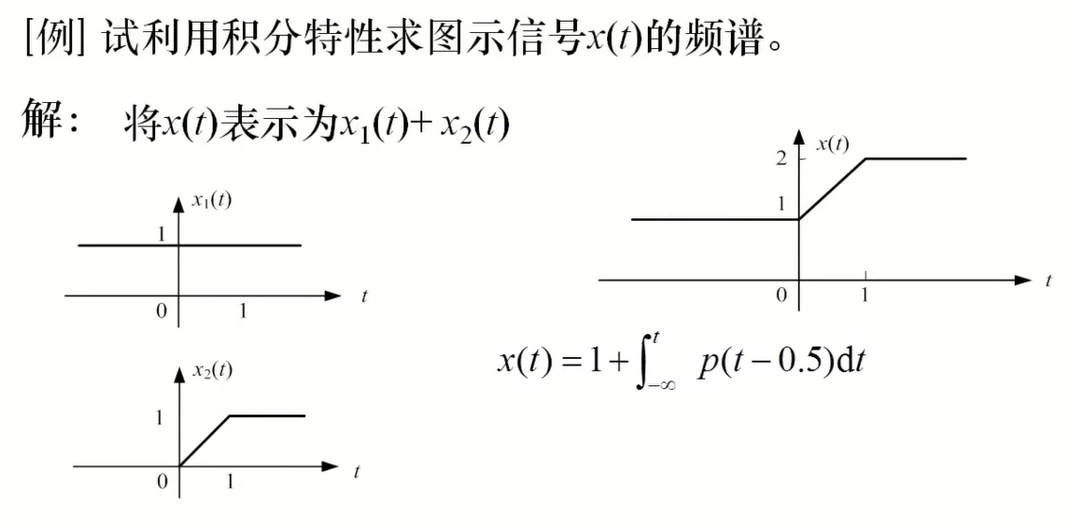 [例] 试利用积分特性求图示信号x(t)的频谱。
解： 将x(t)表示为x₁(t)+ x₂(t)
x₁(t)
1
0 1 t
x₂(t)
1
0 1 t
x(t)
2
1
0 1 t
x(t) = 1 + ∫_{-∞}^{t} p(t − 0.5)dt